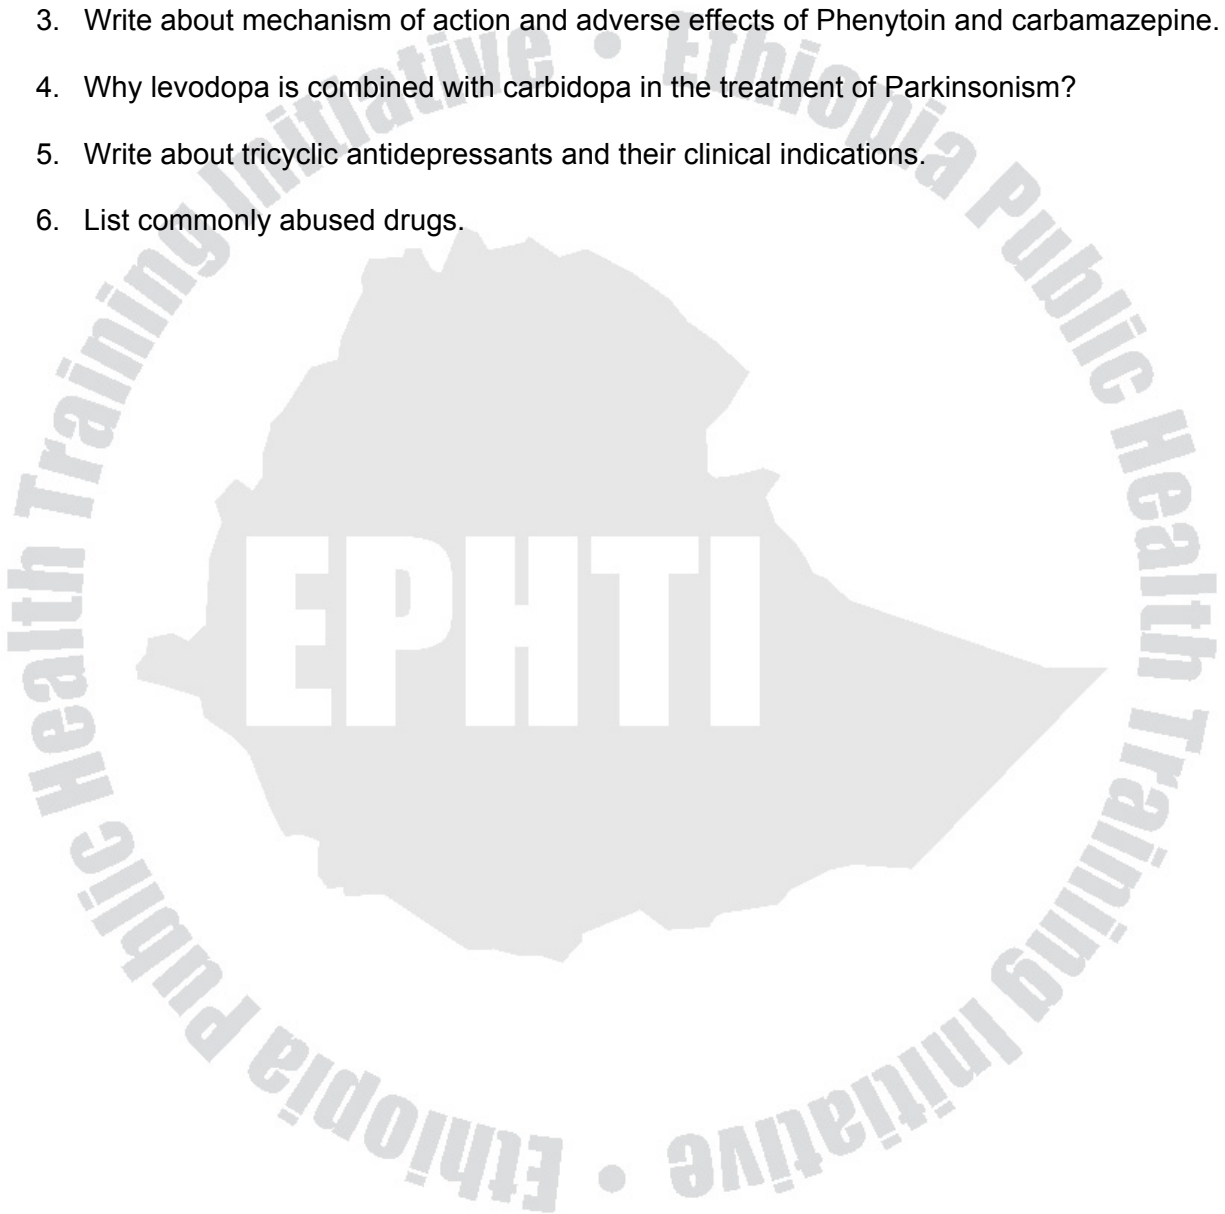 3. Write about mechanism of action and adverse effects of Phenytoin and carbamazepine.
4. Why levodopa is combined with carbidopa in the treatment of Parkinsonism?
5. Write about tricyclic antidepressants and their clinical indications.
6. List commonly abused drugs.
Ethiopia Public Health Training Initiative • Ethiopia Public Health Training Initiative •
EPHTI